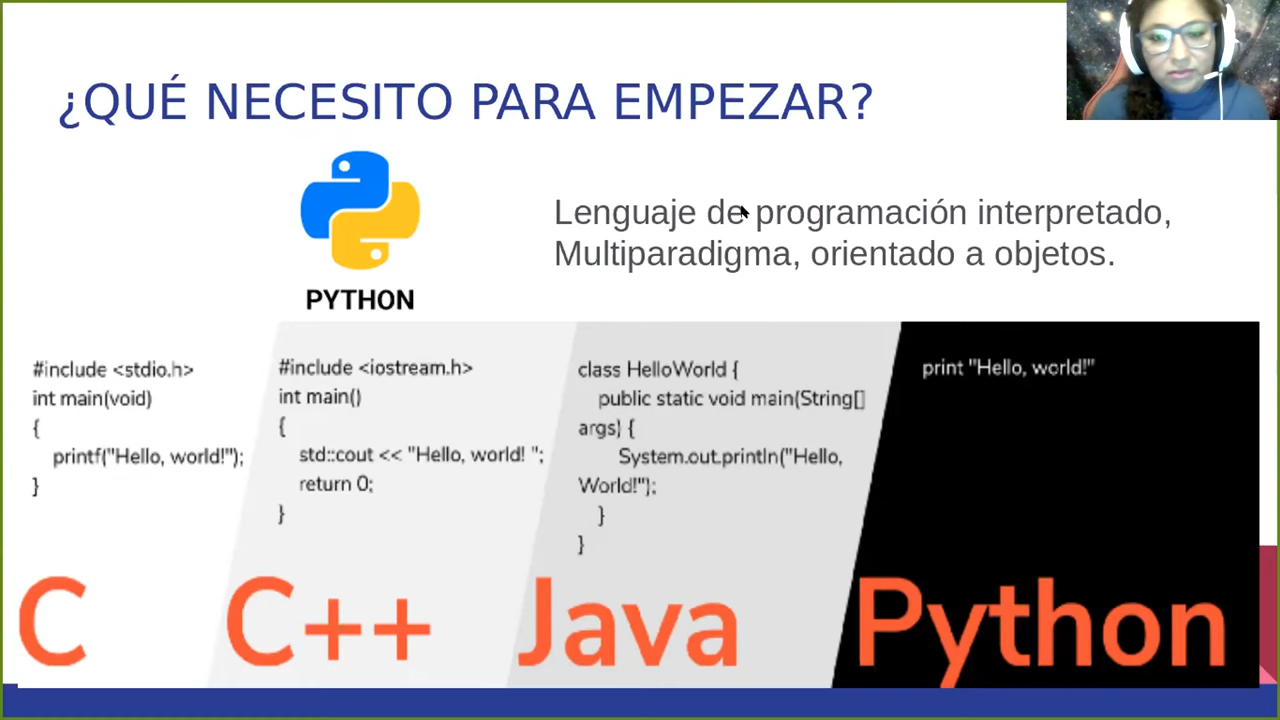 ¿QUÉ NECESITO PARA EMPEZAR?
PYTHON
Lenguaje de programación interpretado,
Multiparadigma, orientado a objetos.
#include <stdio.h>
int main(void)
{
printf("Hello, world!");
}
C
#include <iostream.h>
int main()
{
std::cout << "Hello, world! ";
return 0;
}
C++
class HelloWorld {
public static void main(String[]
args) {
System.out.println("Hello,
World!");
}
}
Java
print "Hello, world!"
Python